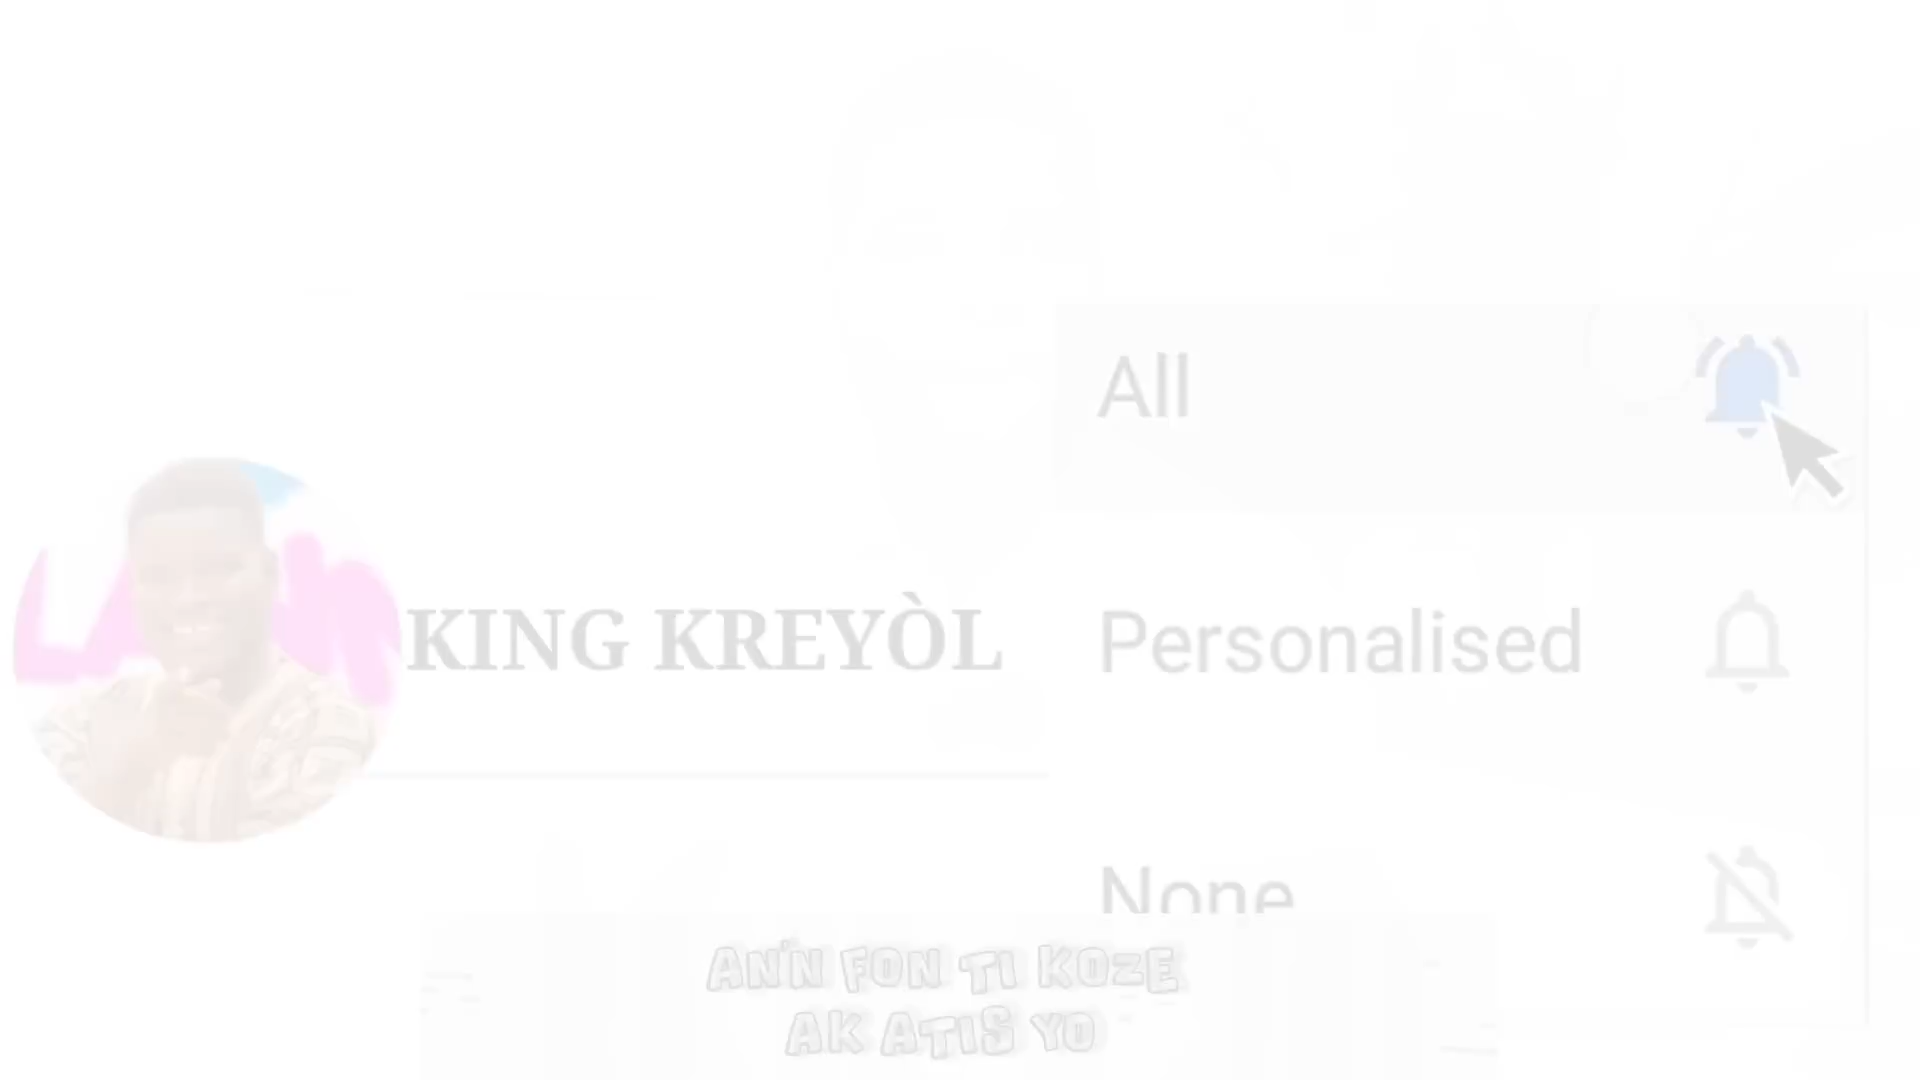 All
KING KREYÒL
Personalised
None
AN'N FON TI KOZE
AK ATIS YO